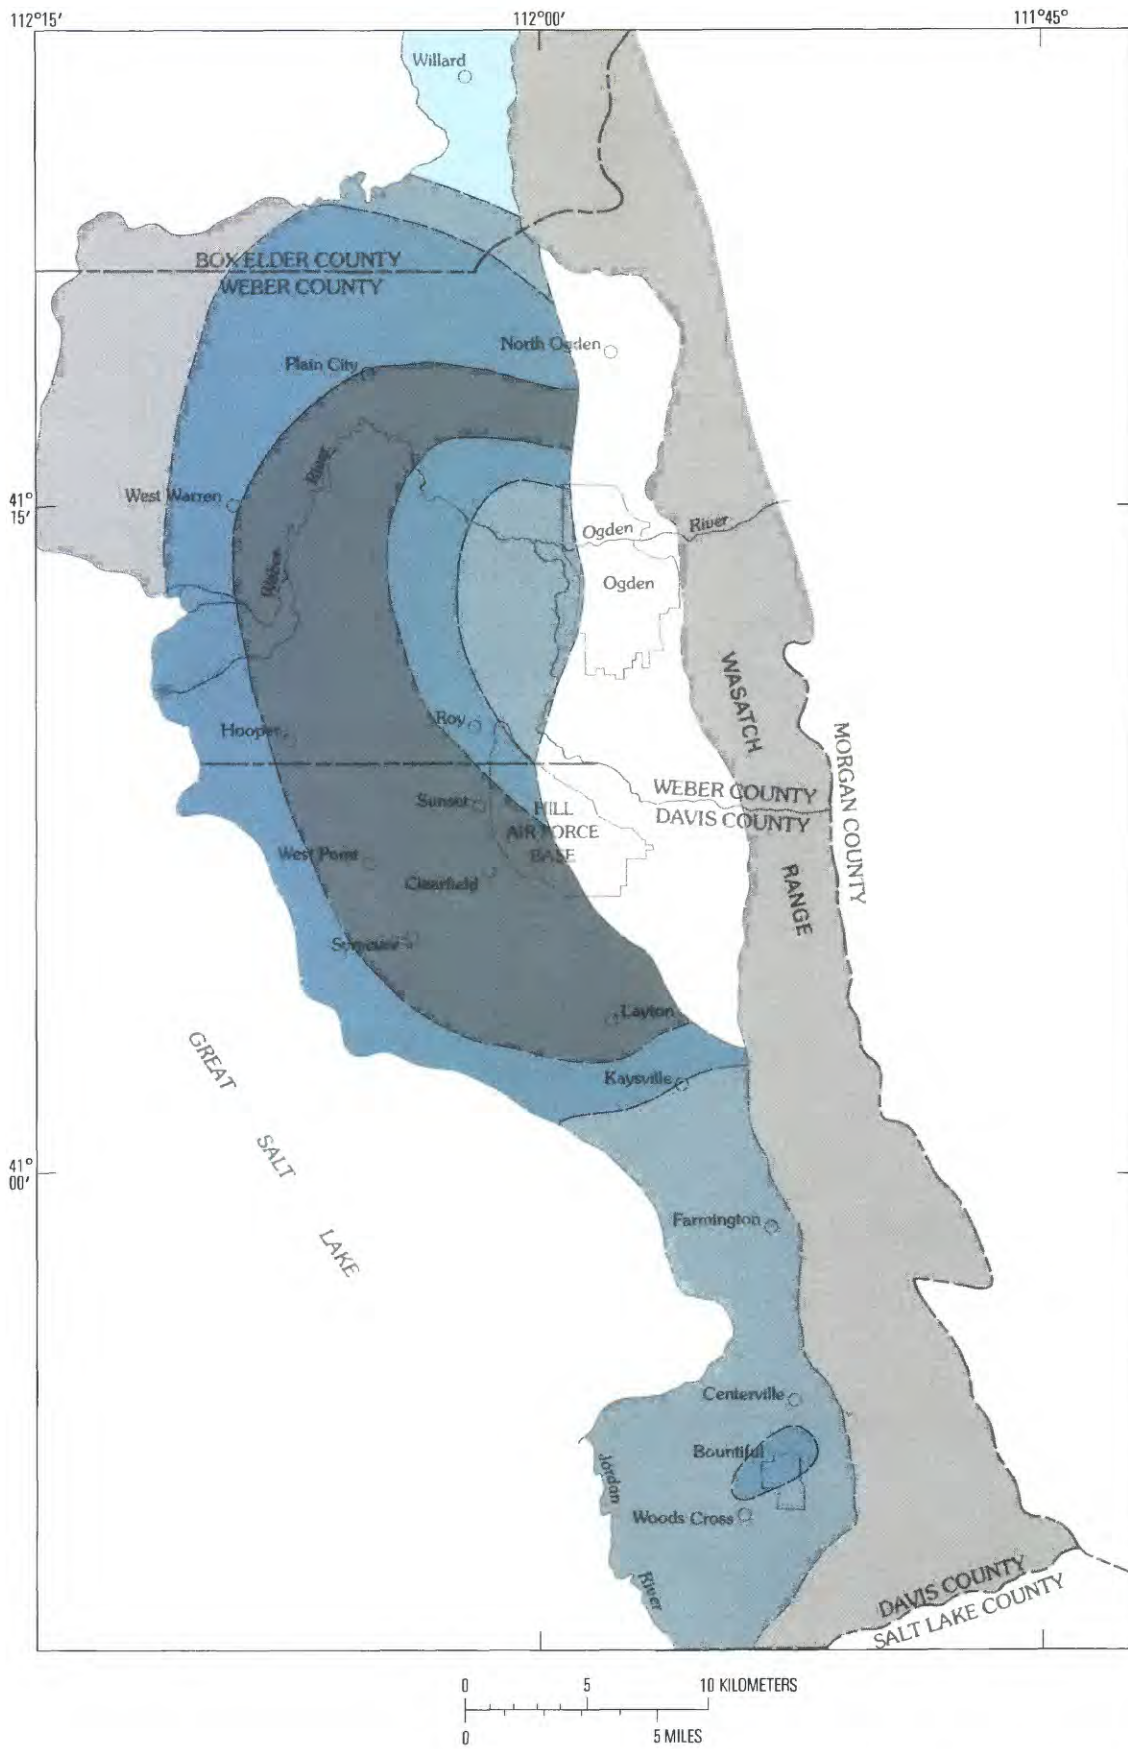 112°15′ 112°00′ 111°45°
Willard
BOX ELDER COUNTY
WEBER COUNTY
North Ogden
Plain City
River
West Warren
41°
15′
Ogden River
Weber
Ogden
WASATCH
Roy
Hooper
MORGAN COUNTY
WEBER COUNTY
DAVIS COUNTY
Sunset
HILL
AIR FORCE
BASE
West Point
Clearfield
RANGE
Syracuse
Layton
GREAT
Kaysville
SALT
41°
00′
Farmington
LAKE
Centerville
Bountiful
Jordan
Woods Cross
River
DAVIS COUNTY
SALT LAKE COUNTY
0 5 10 KILOMETERS
0 5 MILES